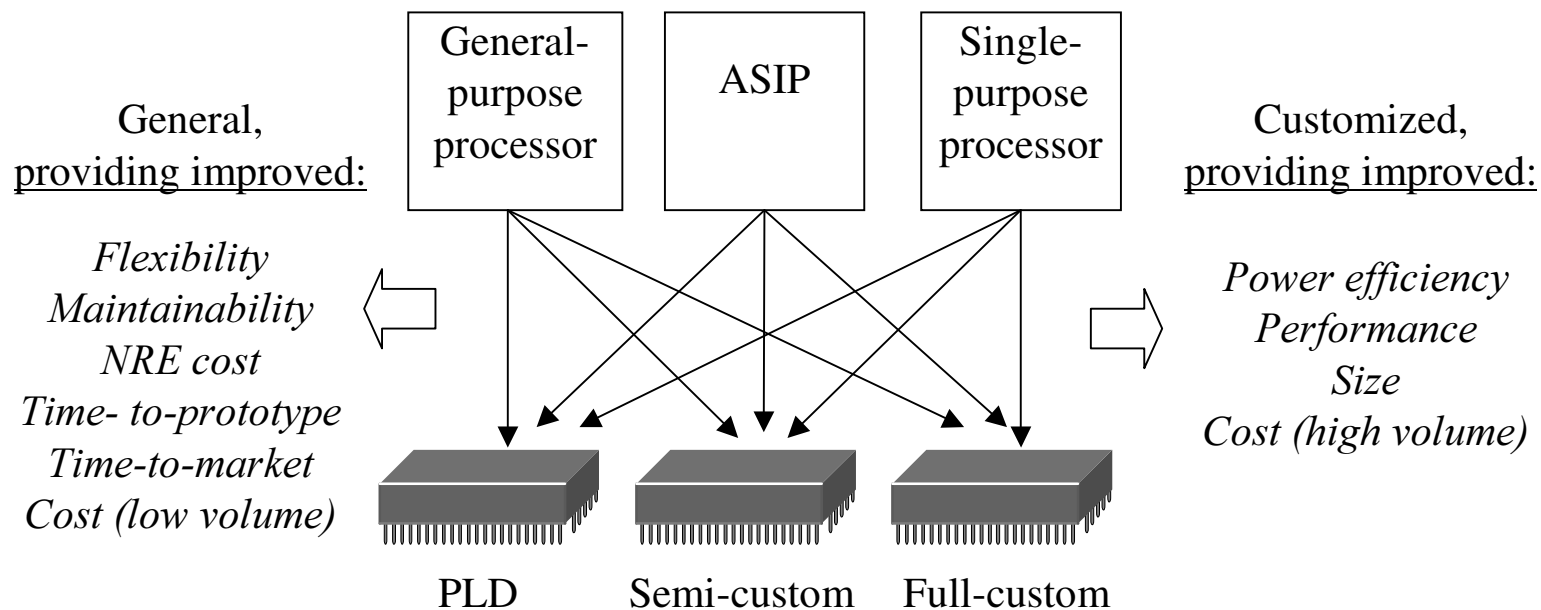 General-
purpose
processor
ASIP
Single-
purpose
processor
General,
providing improved:
Flexibility
Maintainability
NRE cost
Time- to-prototype
Time-to-market
Cost (low volume)
Customized,
providing improved:
Power efficiency
Performance
Size
Cost (high volume)
PLD
Semi-custom
Full-custom